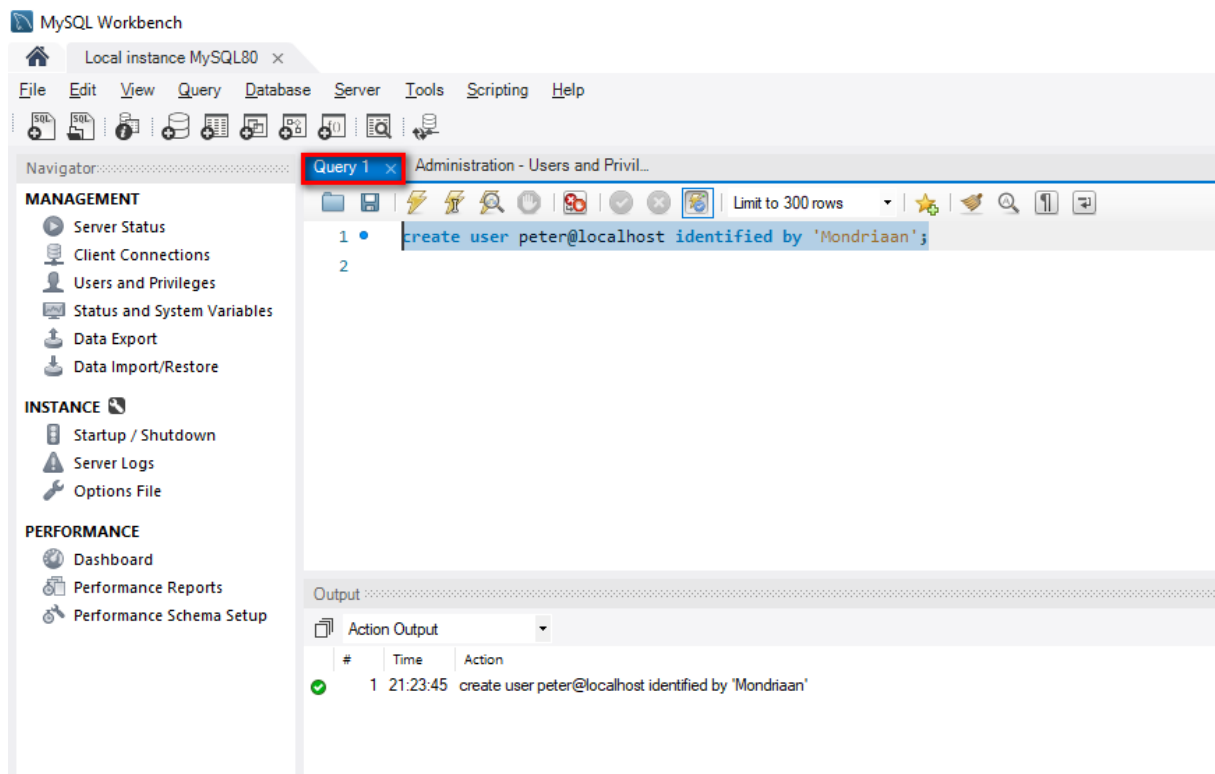 MySQL Workbench
Local instance MySQL80 ×
File Edit View Query Database Server Tools Scripting Help
Navigator
MANAGEMENT
Server Status
Client Connections
Users and Privileges
Status and System Variables
Data Export
Data Import/Restore
INSTANCE
Startup / Shutdown
Server Logs
Options File
PERFORMANCE
Dashboard
Performance Reports
Performance Schema Setup
Query 1 × Administration - Users and Privil...
Limit to 300 rows
1 create user peter@localhost identified by 'Mondriaan';
2
Output
Action Output
# Time Action
1 21:23:45 create user peter@localhost identified by 'Mondriaan'